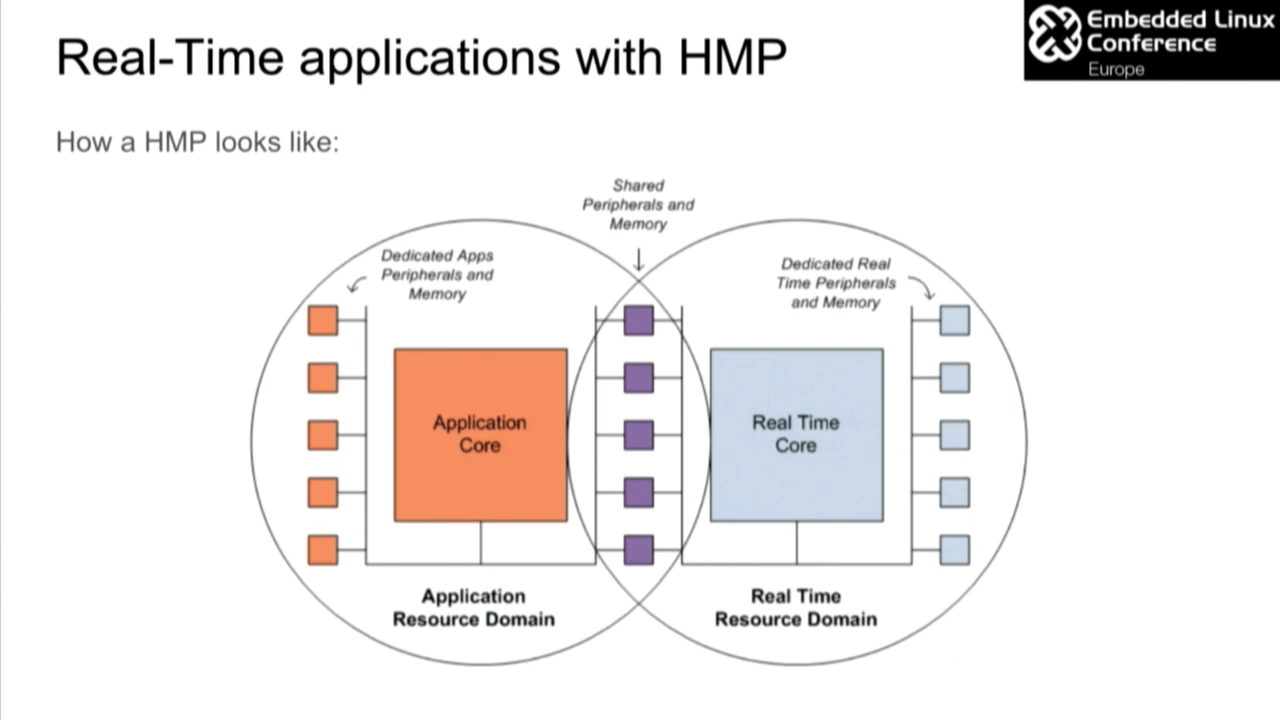 Real-Time applications with HMP
Embedded Linux
Conference
Europe
How a HMP looks like:
Shared
Peripherals and
Memory
Dedicated Apps
Peripherals and
Memory
Dedicated Real
Time Peripherals
and Memory
Application
Core
Real Time
Core
Application
Resource Domain
Real Time
Resource Domain